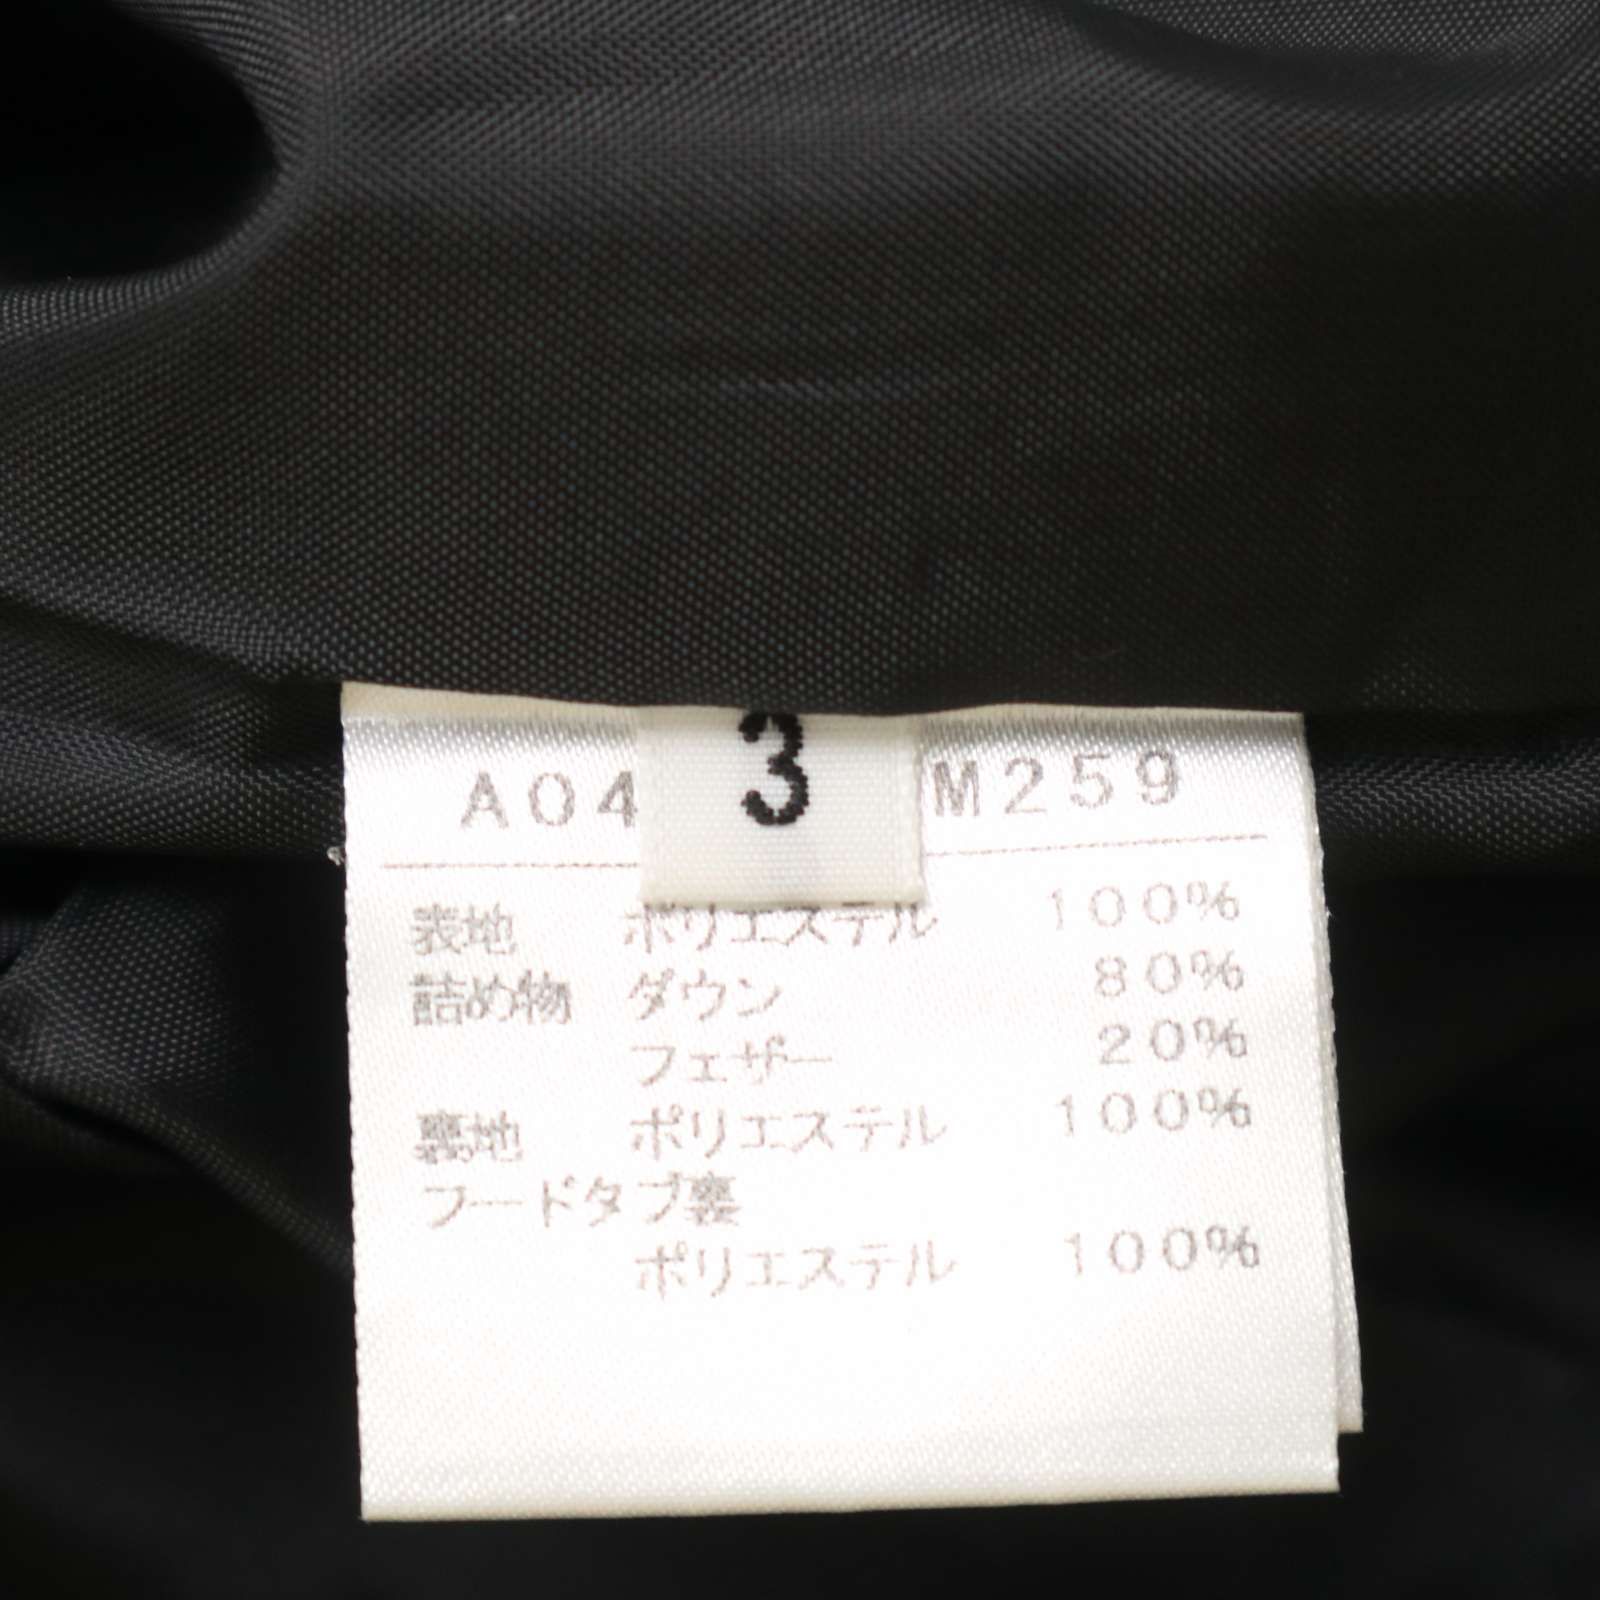 3
A04 M259
表地 ポリエステル 100%
詰め物 ダウン 80%
フェザー 20%
裏地 ポリエステル 100%
フードタブ裏
ポリエステル 100%